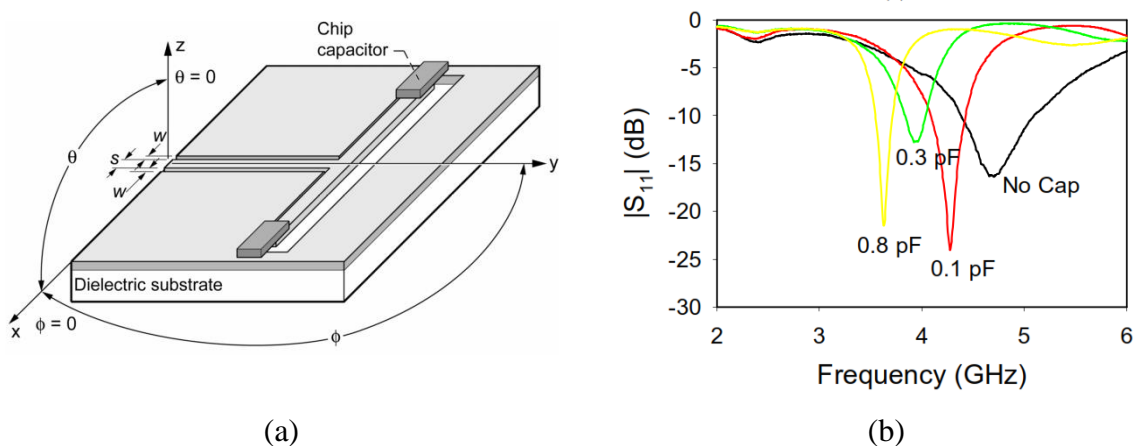 Chip
capacitor
z
θ = 0
w
s
w
θ
y
Dielectric substrate
x
ϕ = 0
ϕ
(a)
0
-5
-10
-15
-20
-25
-30
|S11| (dB)
0.3 pF
No Cap
0.8 pF
0.1 pF
2 3 4 5 6
Frequency (GHz)
(b)